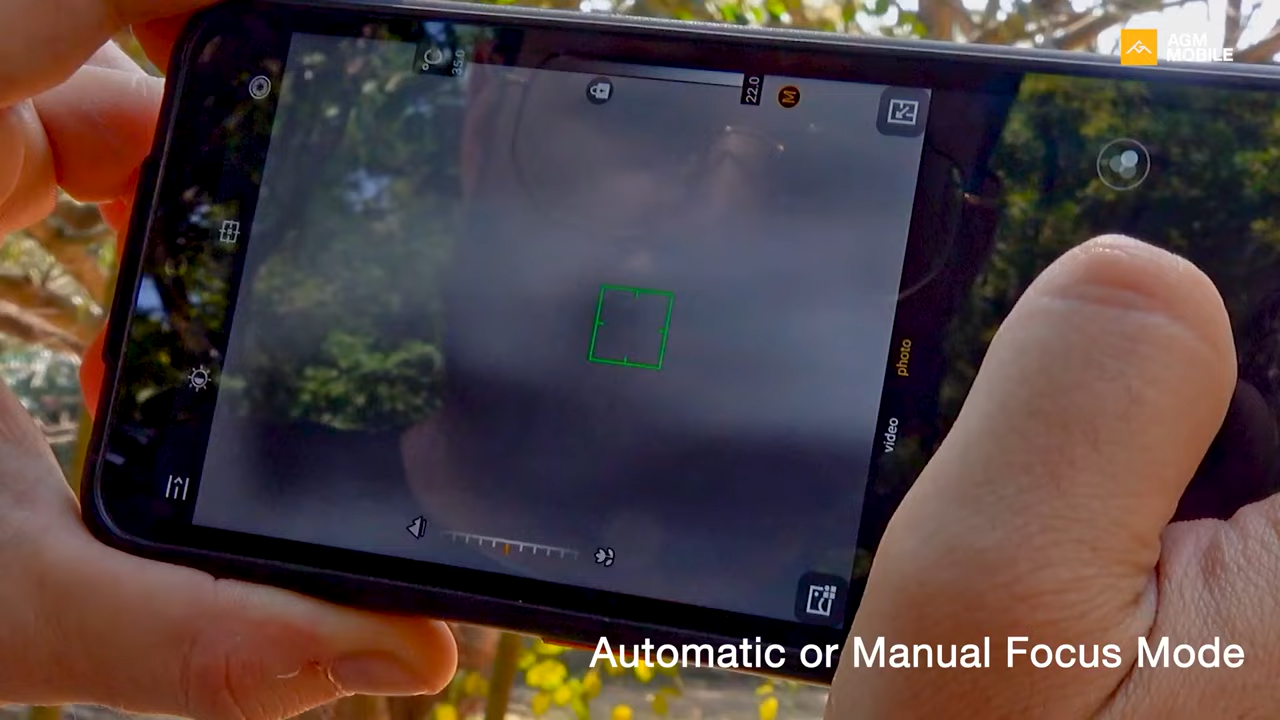 AGM
MOBILE
°C
35.0
22.0
M
photo
video
Automatic or Manual Focus Mode